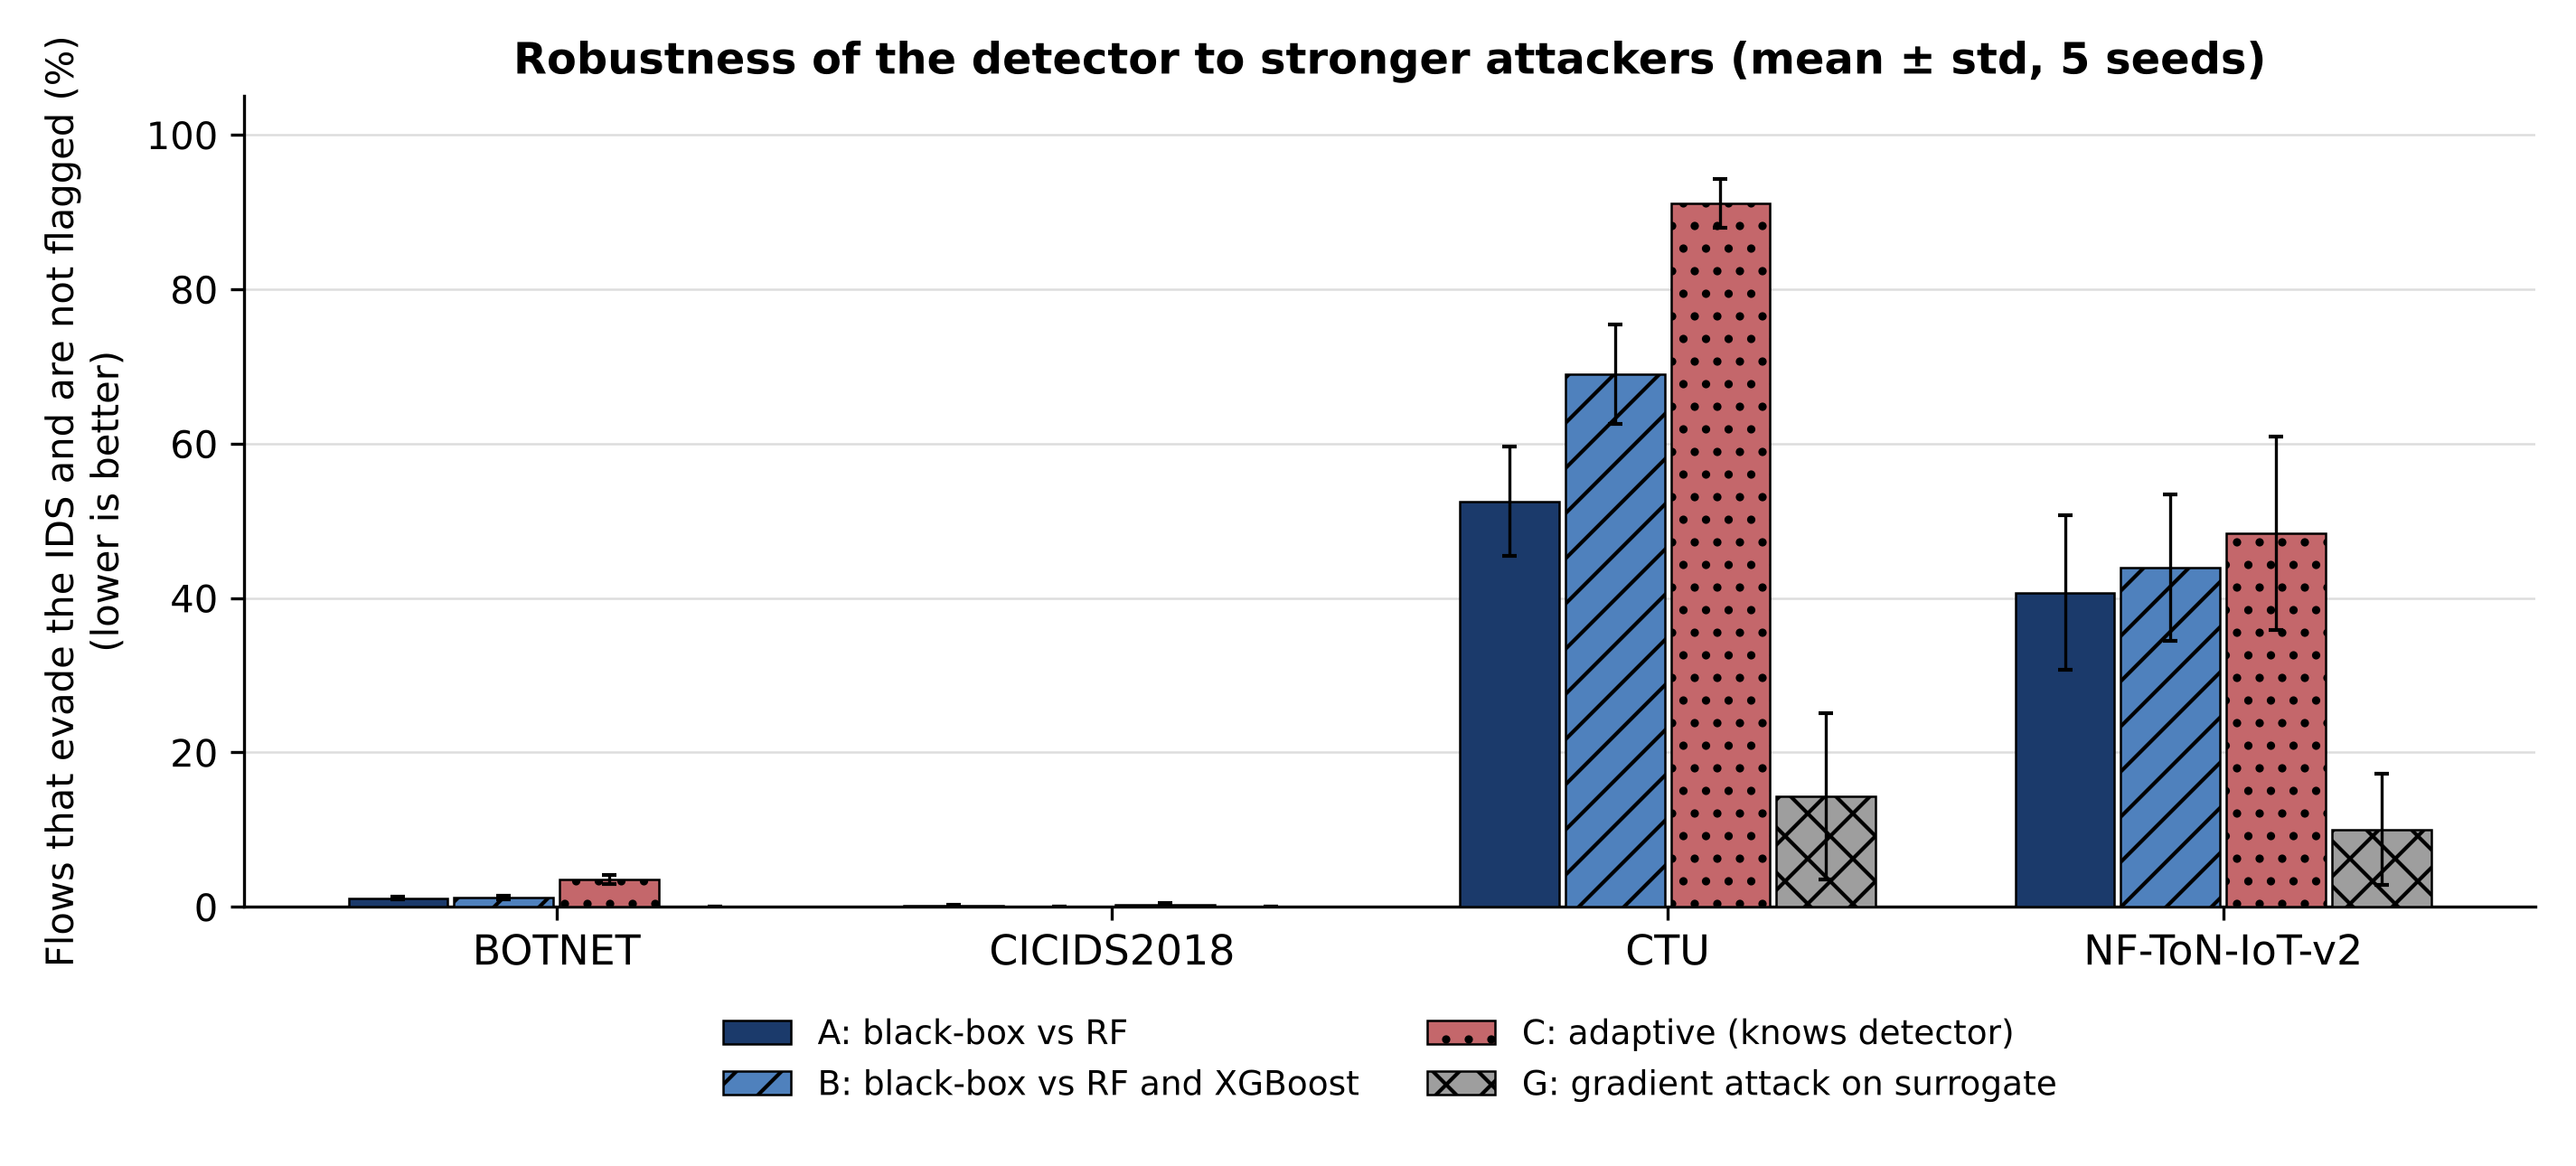 Robustness of the detector to stronger attackers (mean ± std, 5 seeds)
Flows that evade the IDS and are not flagged (%)
(lower is better)
100
80
60
40
20
0
BOTNET
CICIDS2018
CTU
NF-ToN-IoT-v2
A: black-box vs RF
B: black-box vs RF and XGBoost
C: adaptive (knows detector)
G: gradient attack on surrogate